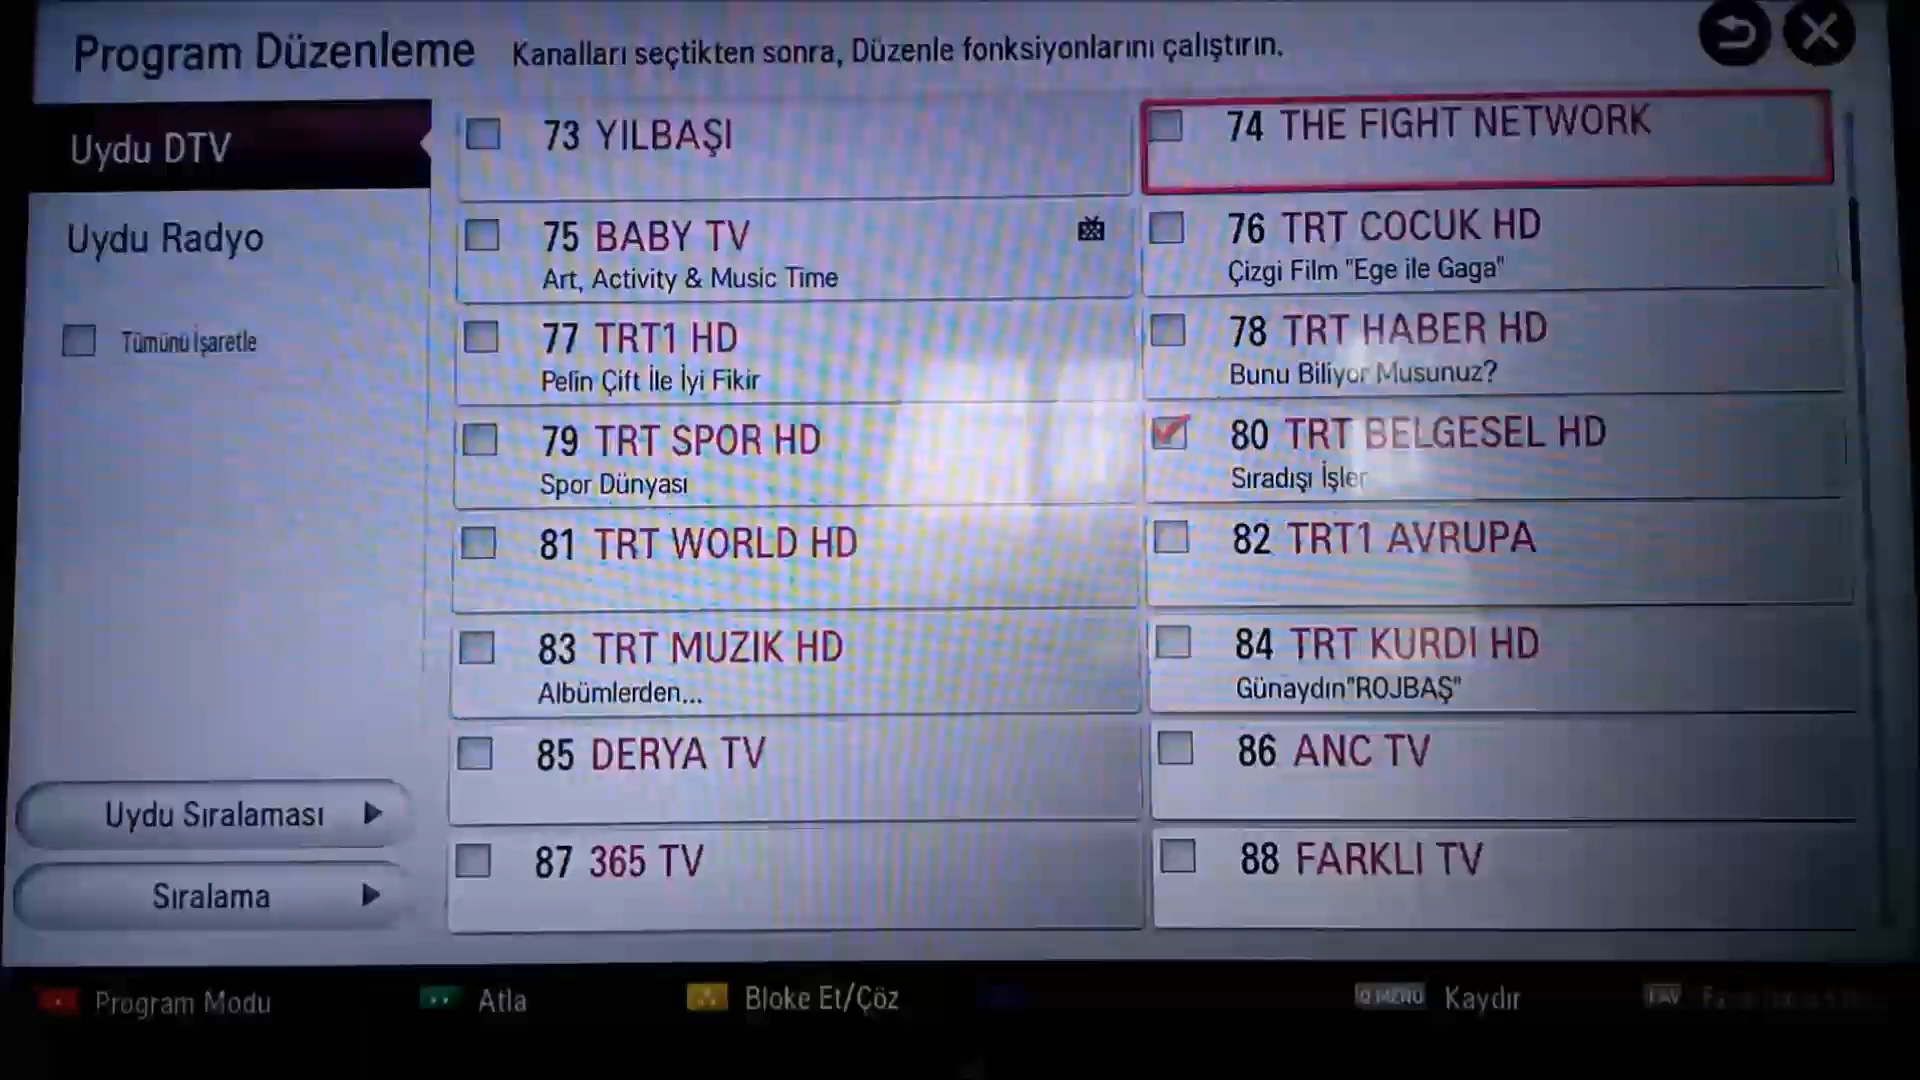 Program Düzenleme Kanalları seçtikten sonra, Düzenle fonksiyonlarını çalıştırın.
Uydu DTV
Uydu Radyo
Tümünü İşaretle
Uydu Sıralaması
Sıralama
73 YILBAŞI
74 THE FIGHT NETWORK
75 BABY TV
Art, Activity & Music Time
76 TRT COCUK HD
Çizgi Film "Ege ile Gaga"
77 TRT1 HD
Pelin Çift İle İyi Fikir
78 TRT HABER HD
Bunu Biliyor Musunuz?
79 TRT SPOR HD
Spor Dünyası
80 TRT BELGESEL HD
Sıradışı İşler
81 TRT WORLD HD
82 TRT1 AVRUPA
83 TRT MUZIK HD
Albümlerden...
84 TRT KURDI HD
Günaydın"ROJBAŞ"
85 DERYA TV
86 ANC TV
87 365 TV
88 FARKLI TV
Program Modu
Atla
Bloke Et/Çöz
Q.MENU Kaydır
FAV